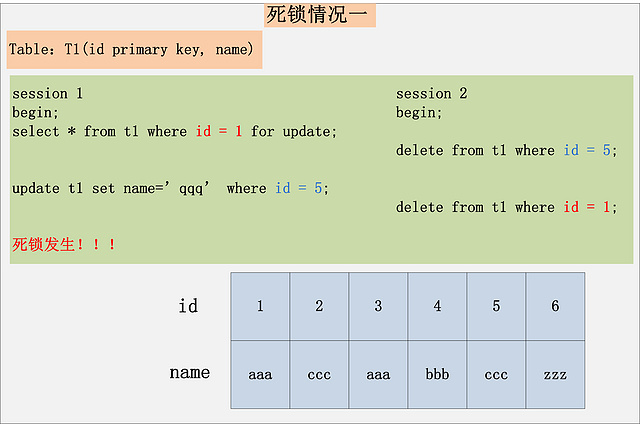 死锁情况一
Table: T1(id primary key, name)
session 1
begin;
select * from t1 where id = 1 for update;
update t1 set name=' qqq' where id = 5;
死锁发生！！！
session 2
begin;
delete from t1 where id = 5;
delete from t1 where id = 1;
id 1 2 3 4 5 6
name aaa ccc aaa bbb ccc zzz